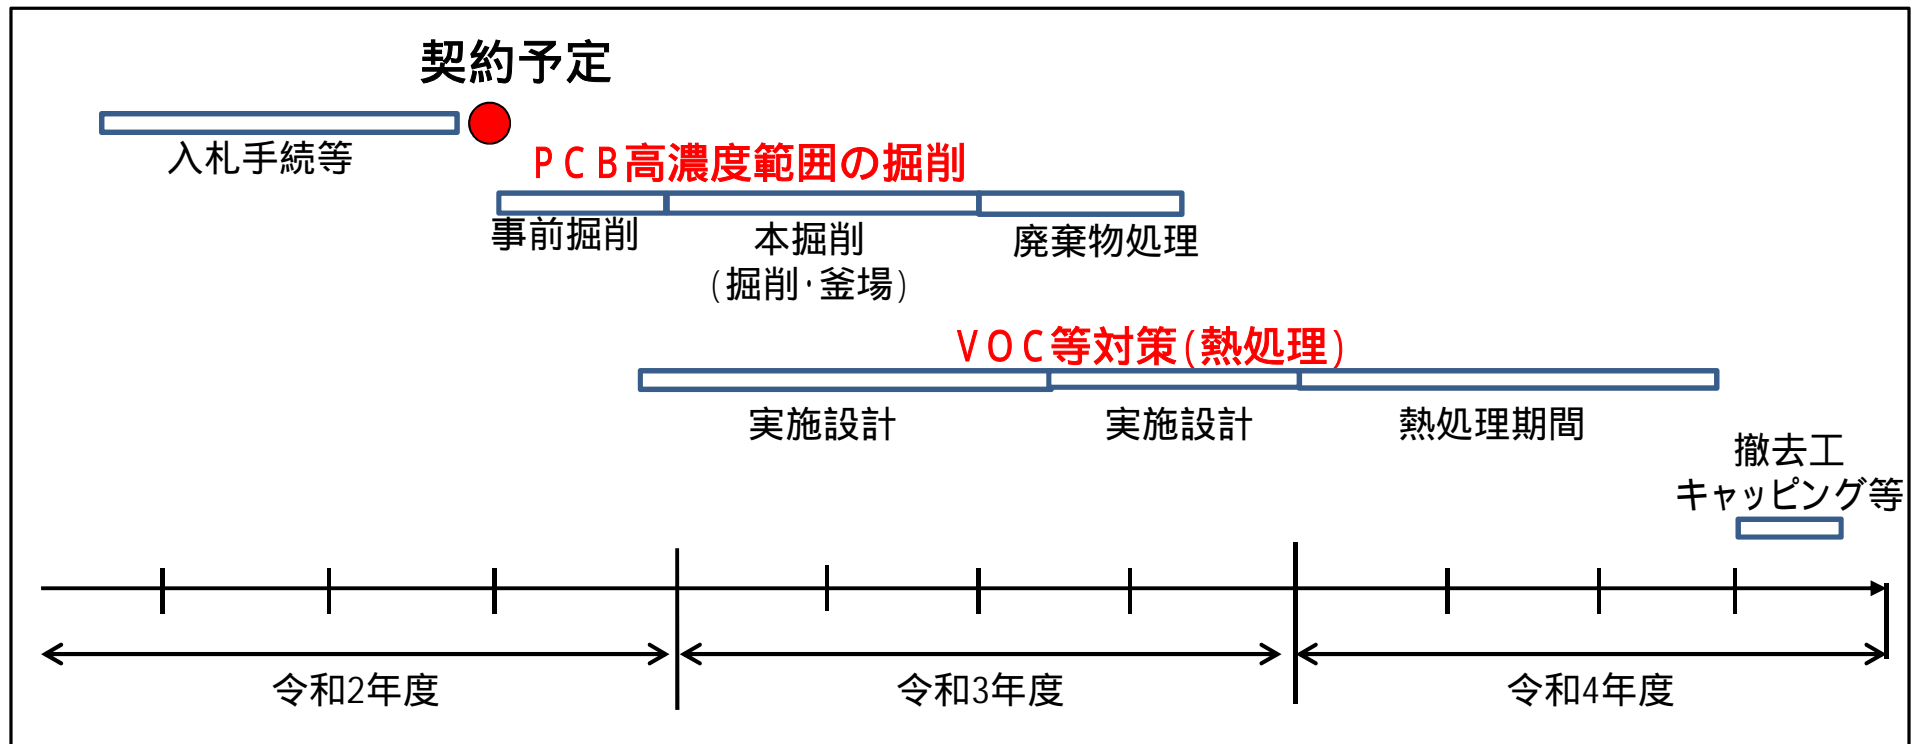 契約予定
入札手続等
PCB高濃度範囲の掘削
事前掘削
本掘削
(掘削・釜場)
廃棄物処理
VOC等対策(熱処理)
実施設計
実施設計
熱処理期間
撤去工
キャッピング等
令和2年度
令和3年度
令和4年度